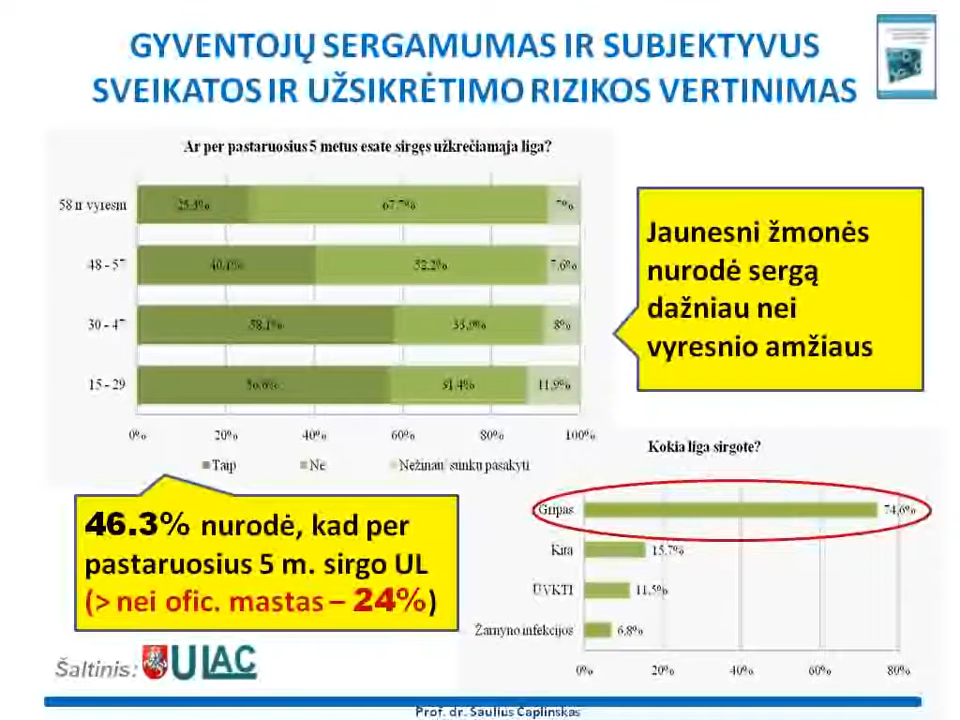 GYVENTOJŲ SERGAMUMAS IR SUBJEKTYVUS
SVEIKATOS IR UŽSIKRĖTIMO RIZIKOS VERTINIMAS
Ar per pastaruosius 5 metus esate sirgęs užkrečiamąja liga?
58 ir vyresni
25.3% 67.7% 7%
48 - 57
40.1% 52.2% 7.6%
30 - 47
58.1% 33.9% 8%
15 - 29
56.6% 31.4% 11.9%
0% 20% 40% 60% 80% 100%
Taip Ne Nežinau/ sunku pasakyti
Jaunesni žmonės
nurodė sergą
dažniau nei
vyresnio amžiaus
Kokia liga sirgote?
Gripas 74,6%
Kita 15.7%
11.5%
Žarnyno infekcijos 6.8%
0% 20% 40% 60% 80%
46.3% nurodė, kad per
pastaruosius 5 m. sirgo UL
(> nei ofic. mastas – 24%)
Šaltinis: ULAC
Prof. dr. Saulius Čaplinskas